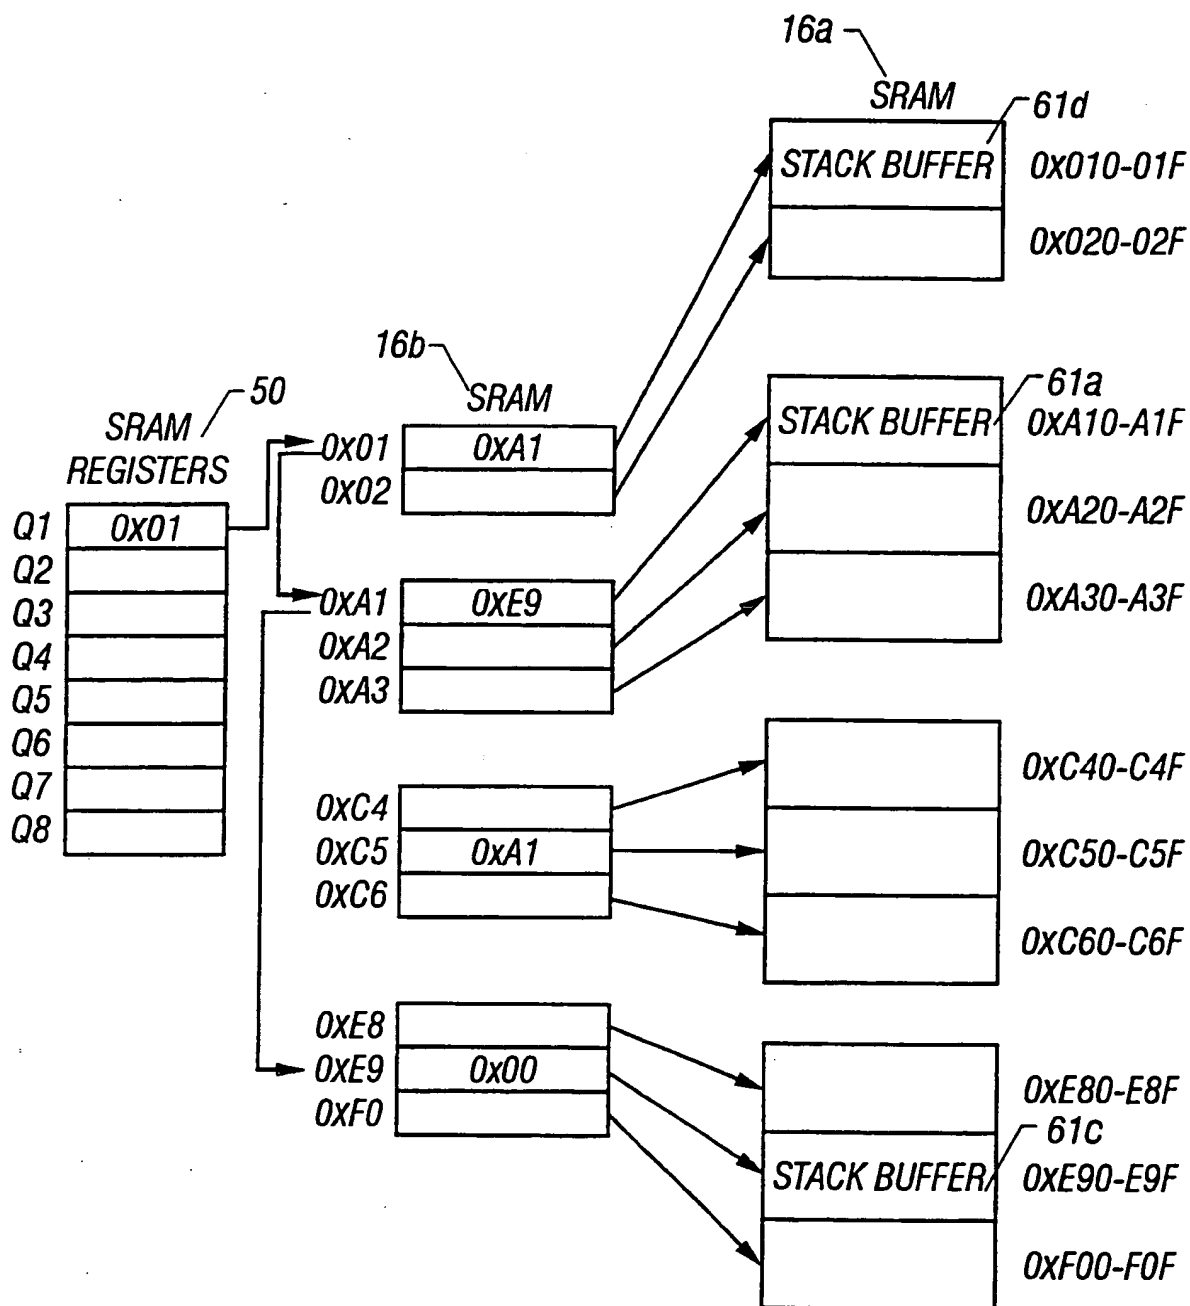 16a
SRAM
61d
STACK BUFFER 0X010-01F
0X020-02F
16b
SRAM
50
SRAM
REGISTERS
0X01 0XA1
0X02
Q1 0X01
Q2
Q3
Q4
Q5
Q6
Q7
Q8
61a
STACK BUFFER 0XA10-A1F
0XA20-A2F
0XA30-A3F
0XA1 0XE9
0XA2
0XA3
0XC4
0XC5 0XA1
0XC6
0XC40-C4F
0XC50-C5F
0XC60-C6F
0XE8
0XE9 0X00
0XF0
0XE80-E8F
61c
STACK BUFFER 0XE90-E9F
0XF00-F0F